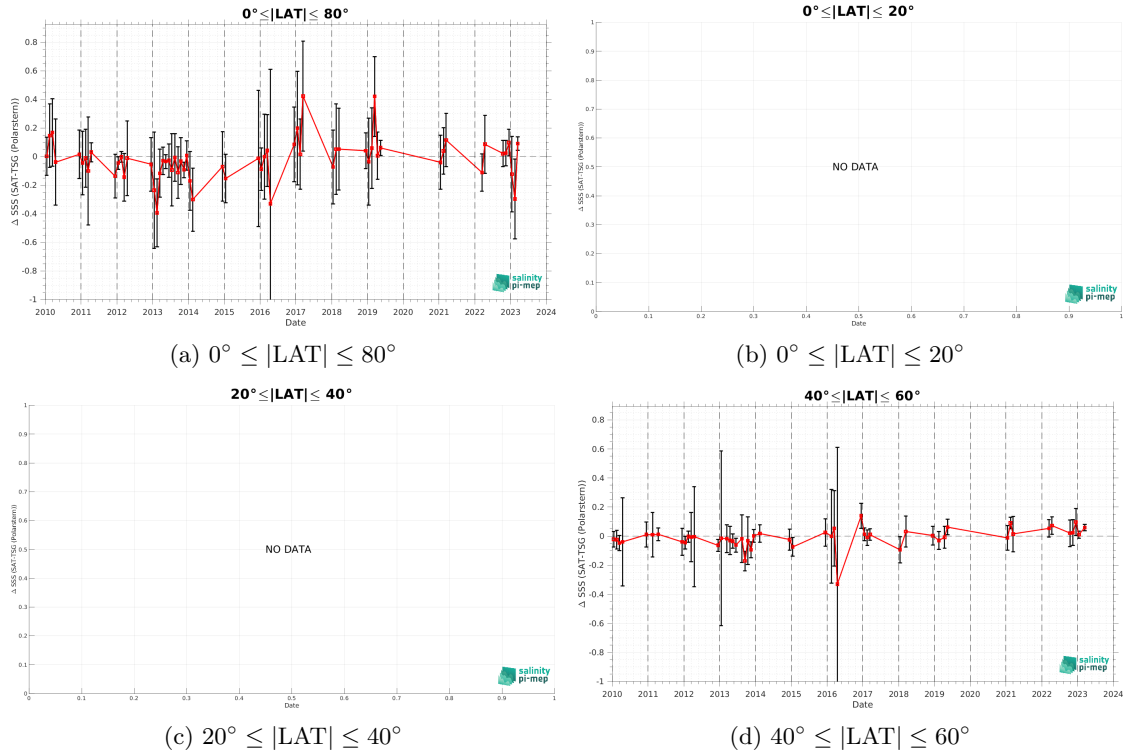 0°≤|LAT|≤ 80°
Δ SSS (SAT-TSG (Polarstern))
0.8
0.6
0.4
0.2
0
-0.2
-0.4
-0.6
-0.8
-1
2010 2011 2012 2013 2014 2015 2016 2017 2018 2019 2020 2021 2022 2023 2024
Date
salinity
pi-mep
(a) 0° ≤ |LAT| ≤ 80°
0°≤|LAT|≤ 20°
Δ SSS (SAT-TSG (Polarstern))
1
0.9
0.8
0.7
0.6
0.5
0.4
0.3
0.2
0.1
0
NO DATA
0 0.1 0.2 0.3 0.4 0.5 0.6 0.7 0.8 0.9 1
Date
salinity
pi-mep
(b) 0° ≤ |LAT| ≤ 20°
20°≤|LAT|≤ 40°
Δ SSS (SAT-TSG (Polarstern))
1
0.9
0.8
0.7
0.6
0.5
0.4
0.3
0.2
0.1
0
NO DATA
0 0.1 0.2 0.3 0.4 0.5 0.6 0.7 0.8 0.9 1
Date
salinity
pi-mep
(c) 20° ≤ |LAT| ≤ 40°
40°≤|LAT|≤ 60°
Δ SSS (SAT-TSG (Polarstern))
0.8
0.6
0.4
0.2
0
-0.2
-0.4
-0.6
-0.8
-1
2010 2011 2012 2013 2014 2015 2016 2017 2018 2019 2020 2021 2022 2023 2024
Date
salinity
pi-mep
(d) 40° ≤ |LAT| ≤ 60°